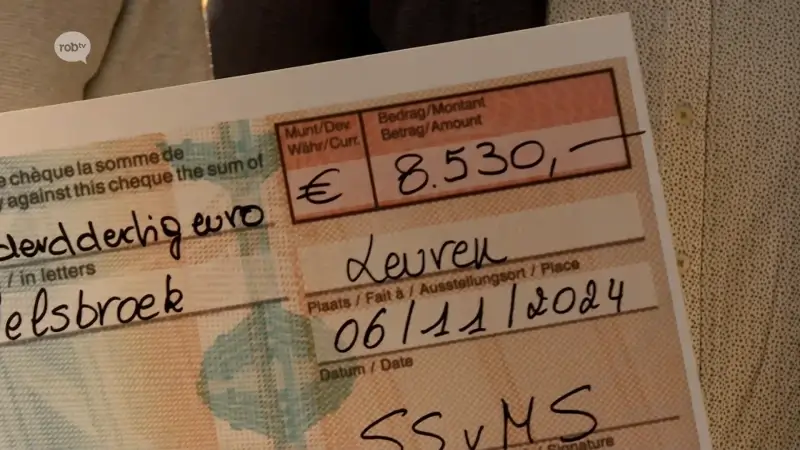 robtv
Munt/Dev. Bedrag/Montant
Währ/Curr. Betrag/Amount
€ 8.530,—
e chèque la somme de
against this cheque the sum of
derddertig euro
/ in letters
elsbroek
Leuven
Plaats / Fait à / Ausstellungsort / Place
06/11/2024
Datum / Date
SSvMS
Signature